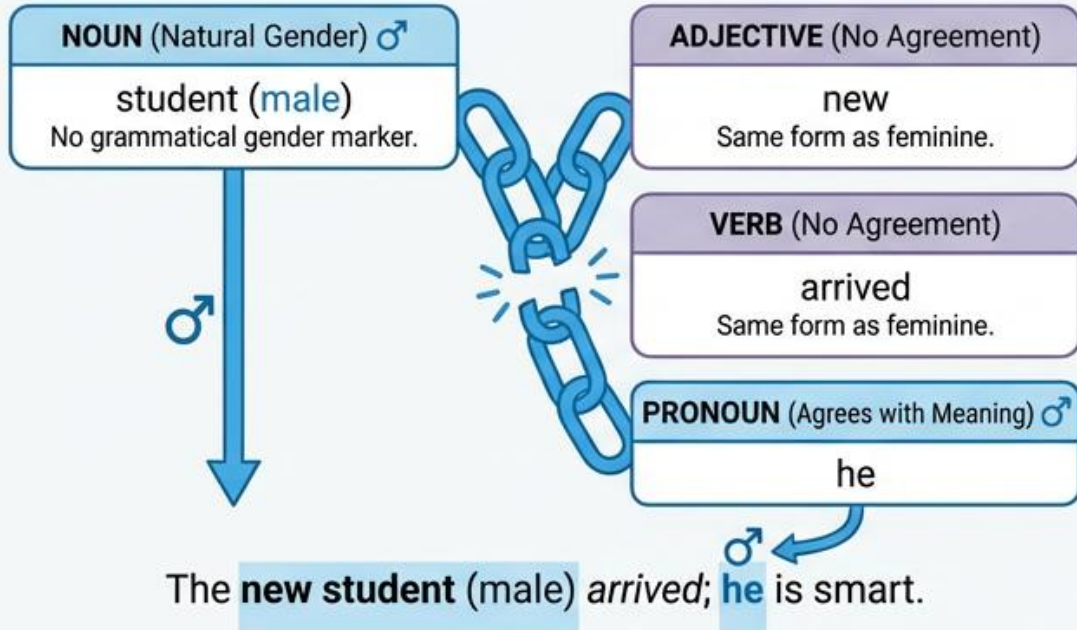 NOUN (Natural Gender) ♂
student (male)
No grammatical gender marker.
ADJECTIVE (No Agreement)
new
Same form as feminine.
VERB (No Agreement)
arrived
Same form as feminine.
PRONOUN (Agrees with Meaning) ♂
he
♂
♂
The new student (male) arrived; he is smart.